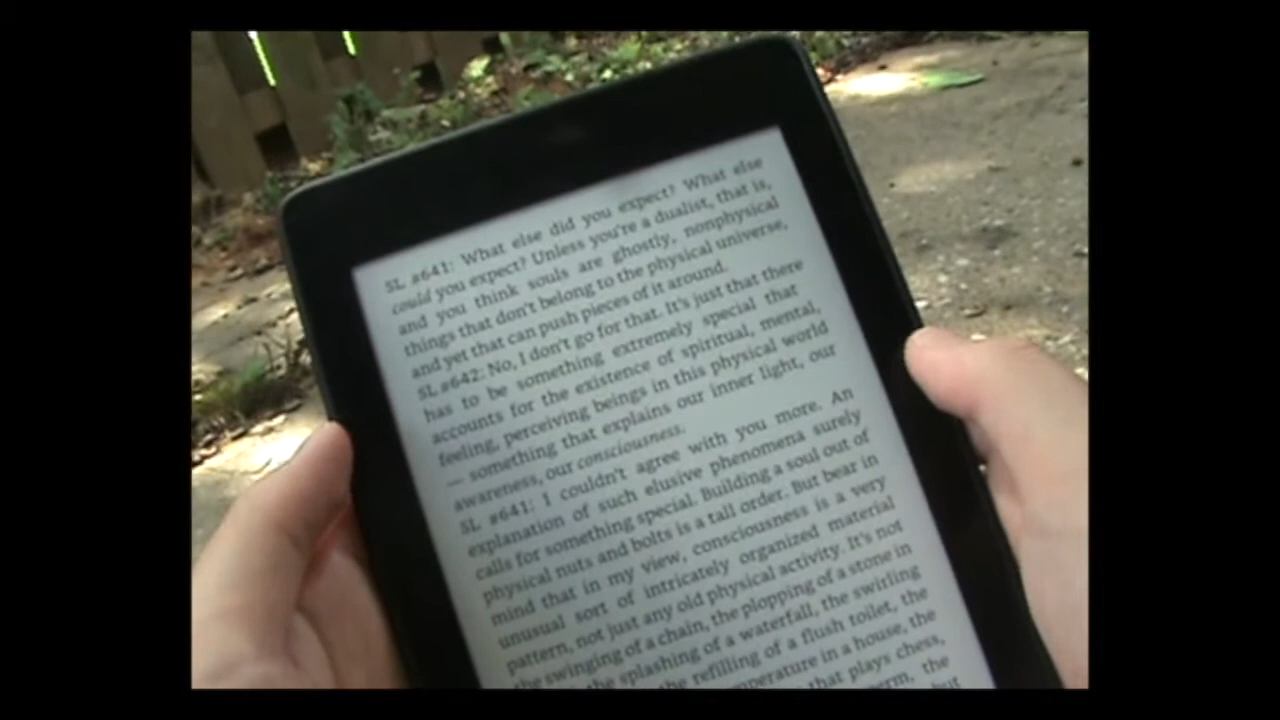 SL #641: What else did you expect? What else
could you expect? Unless you're a dualist, that is,
and you think souls are ghostly, nonphysical
things that don't belong to the physical universe,
and yet that can push pieces of it around.
SL #642: No, I don't go for that. It's just that there
has to be something extremely special that
accounts for the existence of spiritual, mental,
feeling, perceiving beings in this physical world
— something that explains our inner light, our
awareness, our consciousness.
SL #641: I couldn't agree with you more. An
explanation of such elusive phenomena surely
calls for something special. Building a soul out of
physical nuts and bolts is a tall order. But bear in
mind that in my view, consciousness is a very
unusual sort of intricately organized material
pattern, not just any old physical activity. It's not
the swinging of a chain, the plopping of a stone in
the splashing of a waterfall, the swirling
the refilling of a flush toilet, the
temperature in a house, the
that plays chess,
the
but